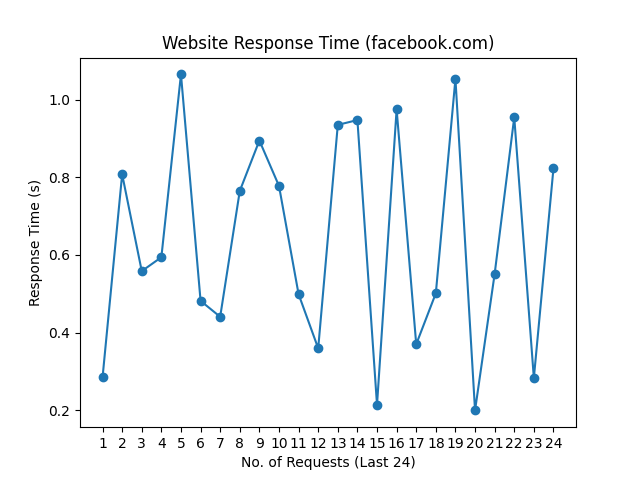 Website Response Time (facebook.com)
Response Time (s)
1.0
0.8
0.6
0.4
0.2
1 2 3 4 5 6 7 8 9 10 11 12 13 14 15 16 17 18 19 20 21 22 23 24
No. of Requests (Last 24)